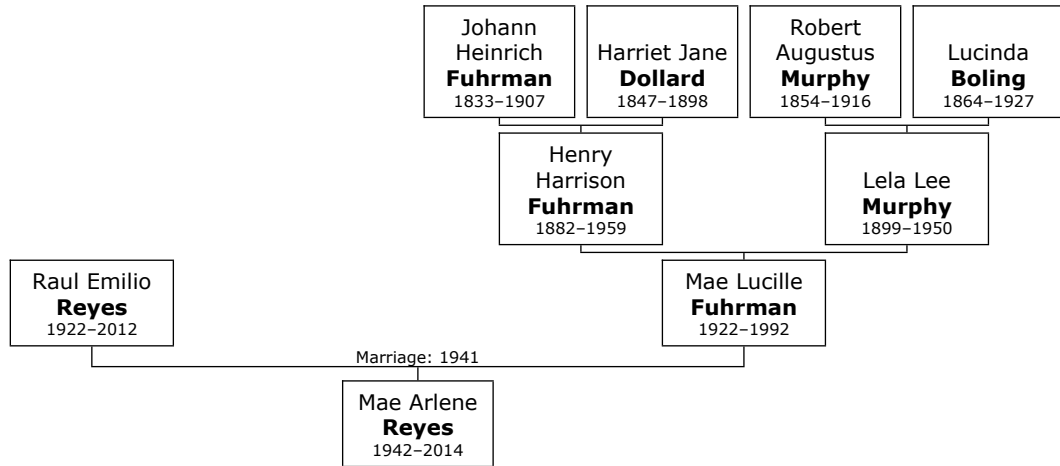 Johann
Heinrich
Fuhrman
1833–1907
Harriet Jane
Dollard
1847–1898
Robert
Augustus
Murphy
1854–1916
Lucinda
Boling
1864–1927
Henry
Harrison
Fuhrman
1882–1959
Lela Lee
Murphy
1899–1950
Raul Emilio
Reyes
1922–2012
Mae Lucille
Fuhrman
1922–1992
Marriage: 1941
Mae Arlene
Reyes
1942–2014